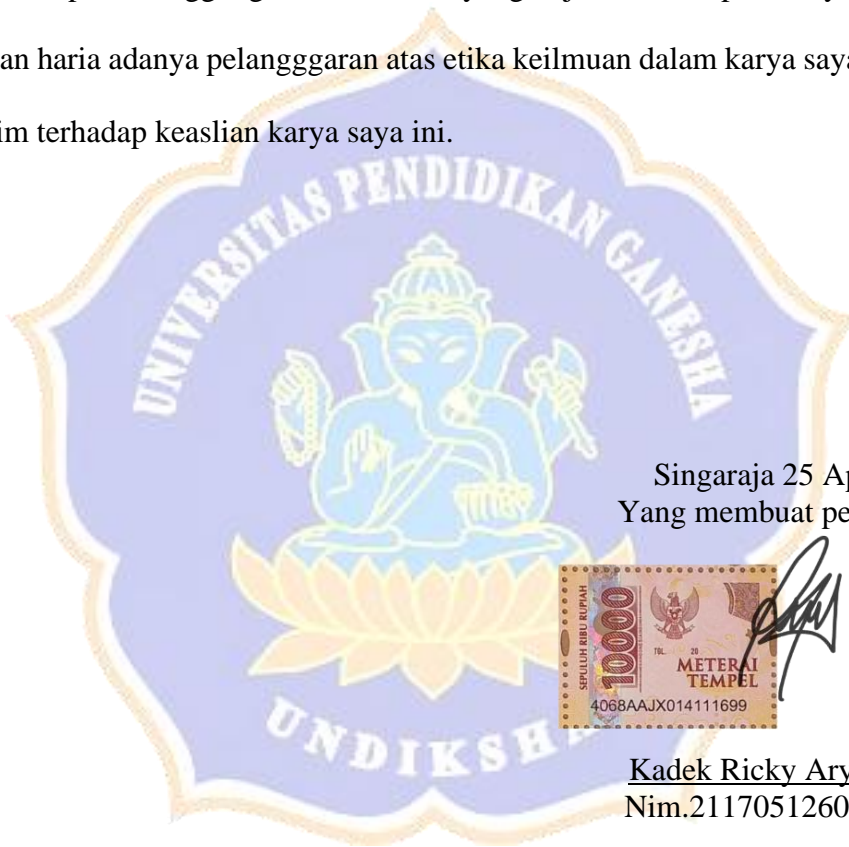 an haria adanya pelangggaran atas etika keilmuan dalam karya saya
im terhadap keaslian karya saya ini.
UNIVERSITAS PENDIDIKAN GANESHA
UNDIKSHA
Singaraja 25 Ap
Yang membuat pe
SEPULUH RIBU RUPIAH
10000
TGL. 20
METERAI
TEMPEL
4068AAJX014111699
Kadek Ricky Ary
Nim.2117051260